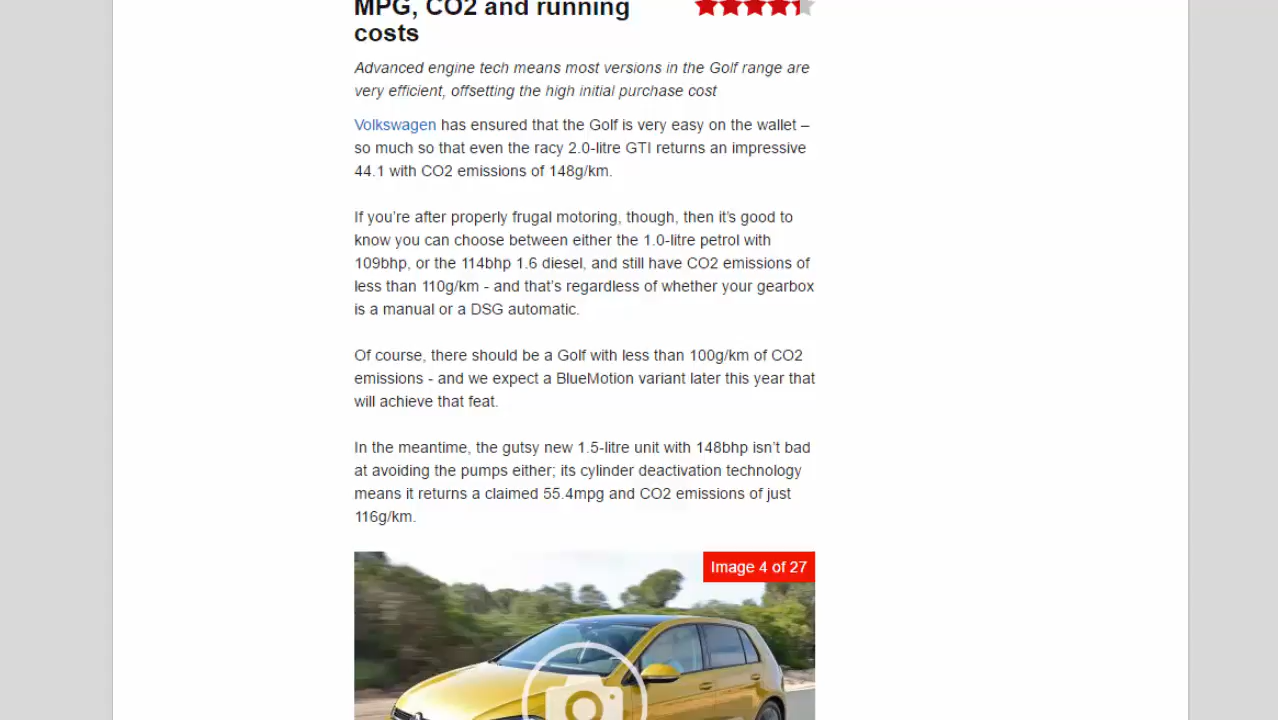 MPG, CO2 and running
costs
Advanced engine tech means most versions in the Golf range are
very efficient, offsetting the high initial purchase cost
Volkswagen has ensured that the Golf is very easy on the wallet –
so much so that even the racy 2.0-litre GTI returns an impressive
44.1 with CO2 emissions of 148g/km.
If you’re after properly frugal motoring, though, then it’s good to
know you can choose between either the 1.0-litre petrol with
109bhp, or the 114bhp 1.6 diesel, and still have CO2 emissions of
less than 110g/km - and that’s regardless of whether your gearbox
is a manual or a DSG automatic.
Of course, there should be a Golf with less than 100g/km of CO2
emissions - and we expect a BlueMotion variant later this year that
will achieve that feat.
In the meantime, the gutsy new 1.5-litre unit with 148bhp isn’t bad
at avoiding the pumps either; its cylinder deactivation technology
means it returns a claimed 55.4mpg and CO2 emissions of just
116g/km.
Image 4 of 27